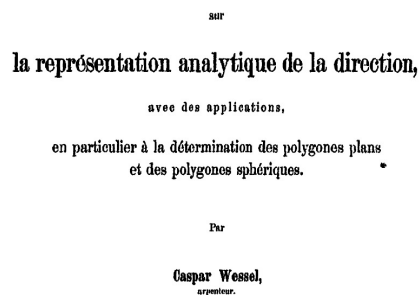 sur
la représentation analytique de la direction,
avec des applications,
en particulier à la détermination des polygones plans
et des polygones sphériques.
Par
Caspar Wessel,
arpenteur.